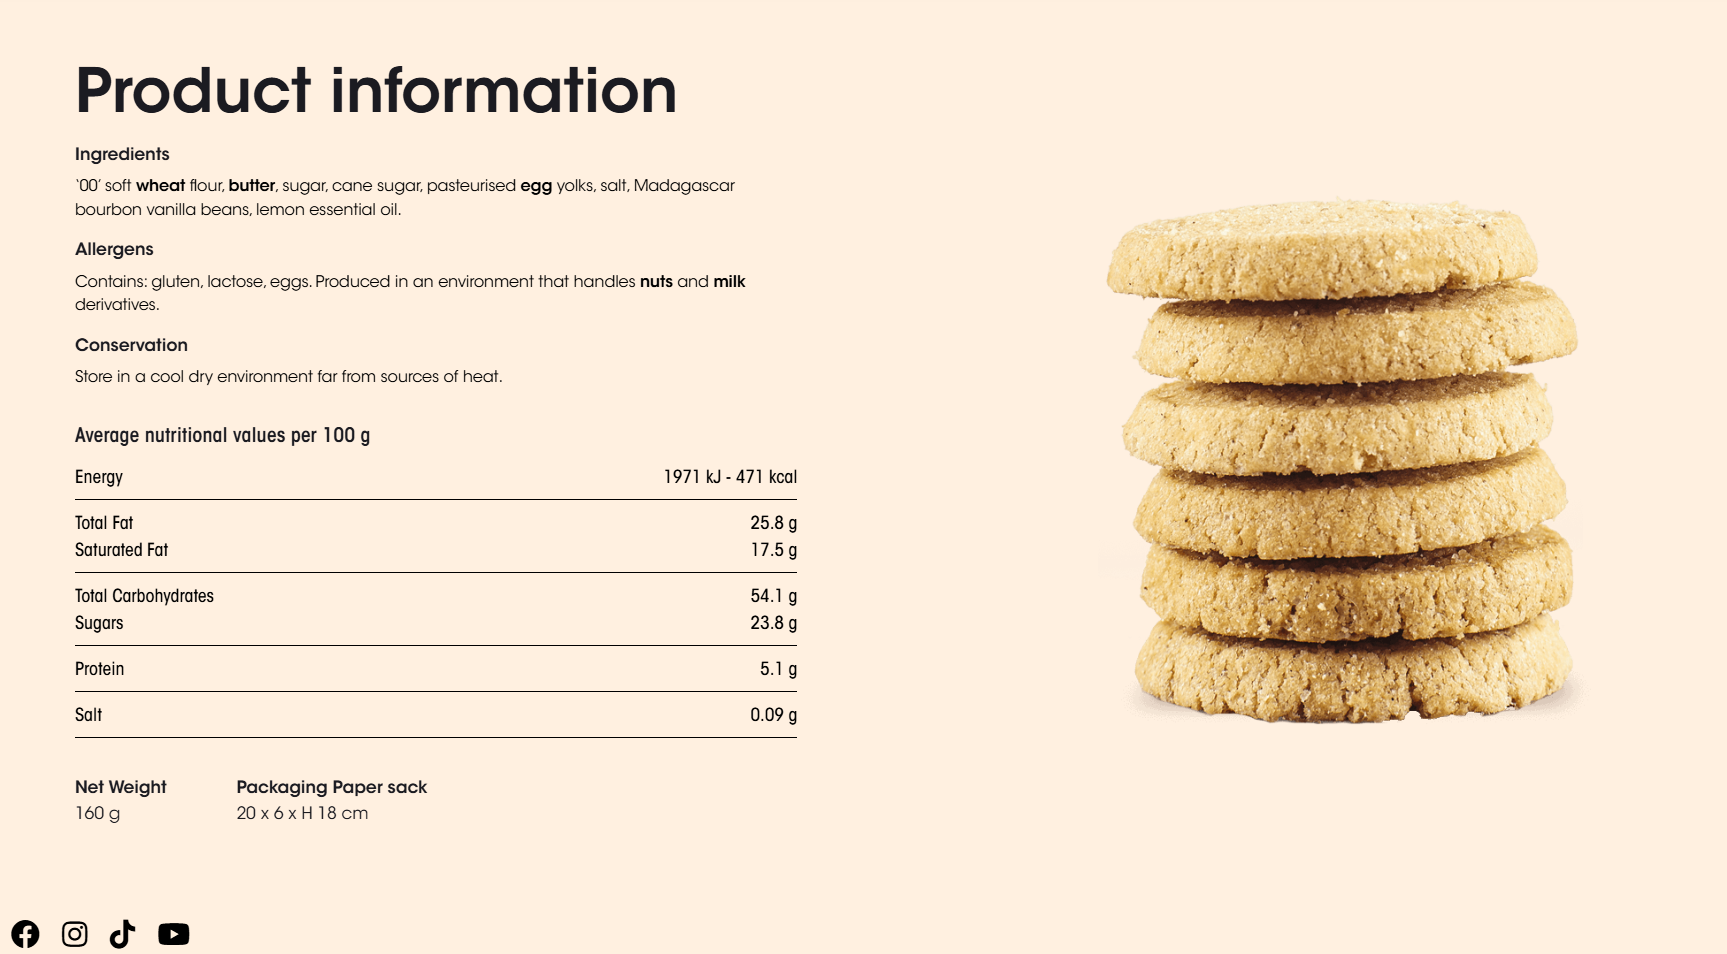 Product information
Ingredients
‘00’ soft wheat flour, butter, sugar, cane sugar, pasteurised egg yolks, salt, Madagascar
bourbon vanilla beans, lemon essential oil.
Allergens
Contains: gluten, lactose, eggs. Produced in an environment that handles nuts and milk
derivatives.
Conservation
Store in a cool dry environment far from sources of heat.
Average nutritional values per 100 g
Energy 1971 kJ - 471 kcal
Total Fat 25.8 g
Saturated Fat 17.5 g
Total Carbohydrates 54.1 g
Sugars 23.8 g
Protein 5.1 g
Salt 0.09 g
Net Weight Packaging Paper sack
160 g 20 x 6 x H 18 cm